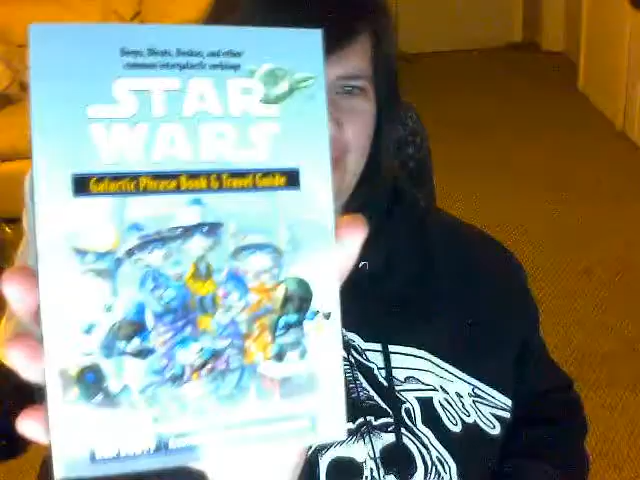 Beeps, Bleats, Boskas, and other
common intergalactic verbiage
STAR
WARS
Galactic Phrase Book & Travel Guide